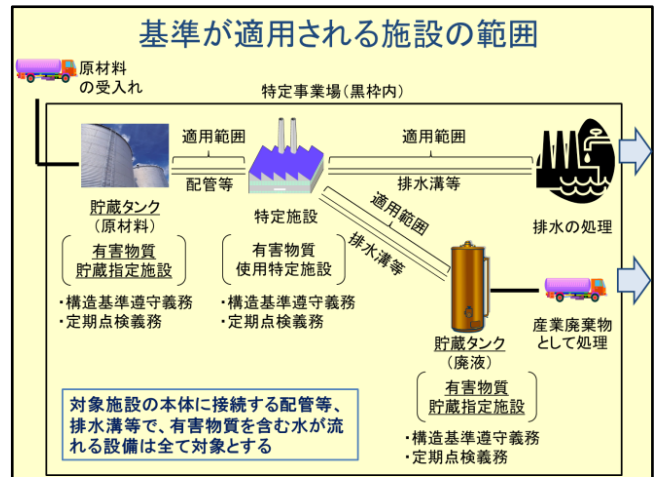 基準が適用される施設の範囲
原材料
の受入れ
特定事業場(黒枠内)
適用範囲
配管等
適用範囲
排水溝等
適用範囲
排水溝等
貯蔵タンク
(原材料)
有害物質
貯蔵指定施設
・構造基準遵守義務
・定期点検義務
特定施設
有害物質
使用特定施設
・構造基準遵守義務
・定期点検義務
排水の処理
産業廃棄物
として処理
貯蔵タンク
(廃液)
有害物質
貯蔵指定施設
・構造基準遵守義務
・定期点検義務
対象施設の本体に接続する配管等、
排水溝等で、有害物質を含む水が流
れる設備は全て対象とする